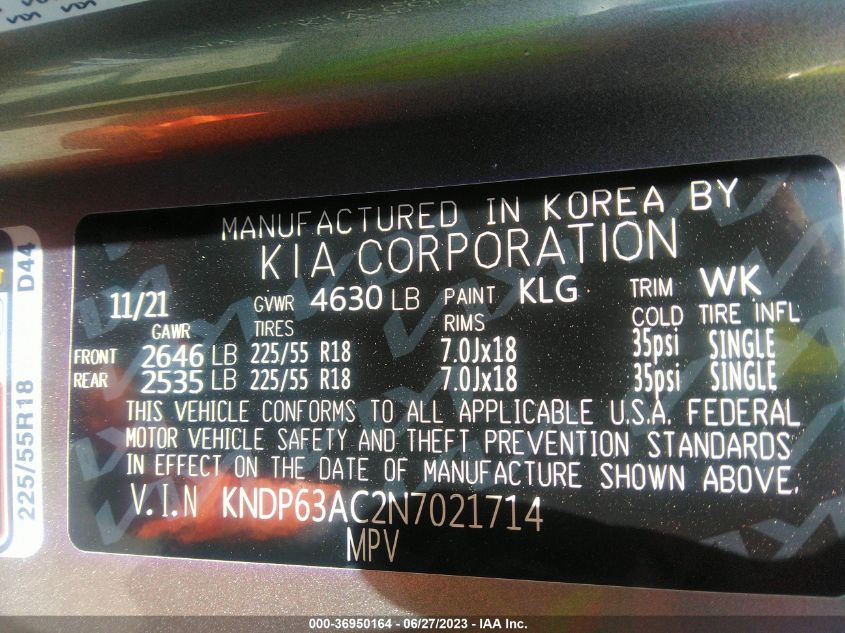 MANUFACTURED IN KOREA BY
KIA CORPORATION
11/21 GVWR 4630 LB PAINT KLG TRIM WK
GAWR TIRES RIMS COLD TIRE INFL
FRONT 2646 LB 225/55 R18 7.0Jx18 35psi SINGLE
REAR 2535 LB 225/55 R18 7.0Jx18 35psi SINGLE
THIS VEHICLE CONFORMS TO ALL APPLICABLE U.S.A. FEDERAL
MOTOR VEHICLE SAFETY AND THEFT PREVENTION STANDARDS
IN EFFECT ON THE DATE OF MANUFACTURE SHOWN ABOVE.
V.I.N KNDP63AC2N7021714
MPV
225/55R18 D44
000-36950164 - 06/27/2023 - IAA Inc.